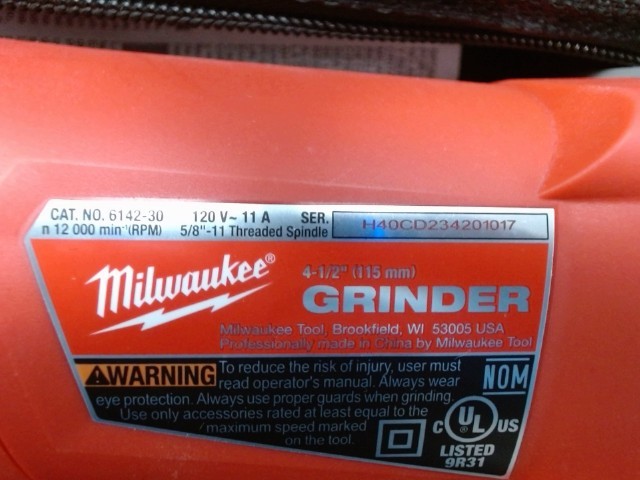 CAT. NO. 6142-30 120 V~ 11 A SER. H40CD234201017
n 12 000 min⁻¹(RPM) 5/8"-11 Threaded Spindle
Milwaukee®
4-1/2" (115 mm)
GRINDER
Milwaukee Tool, Brookfield, WI 53005 USA
Professionally made in China by Milwaukee Tool
WARNING To reduce the risk of injury, user must
read operator's manual. Always wear
eye protection. Always use proper guards when grinding.
Use only accessories rated at least equal to the
maximum speed marked
on the tool.
NOM
C UL US
LISTED
9R31